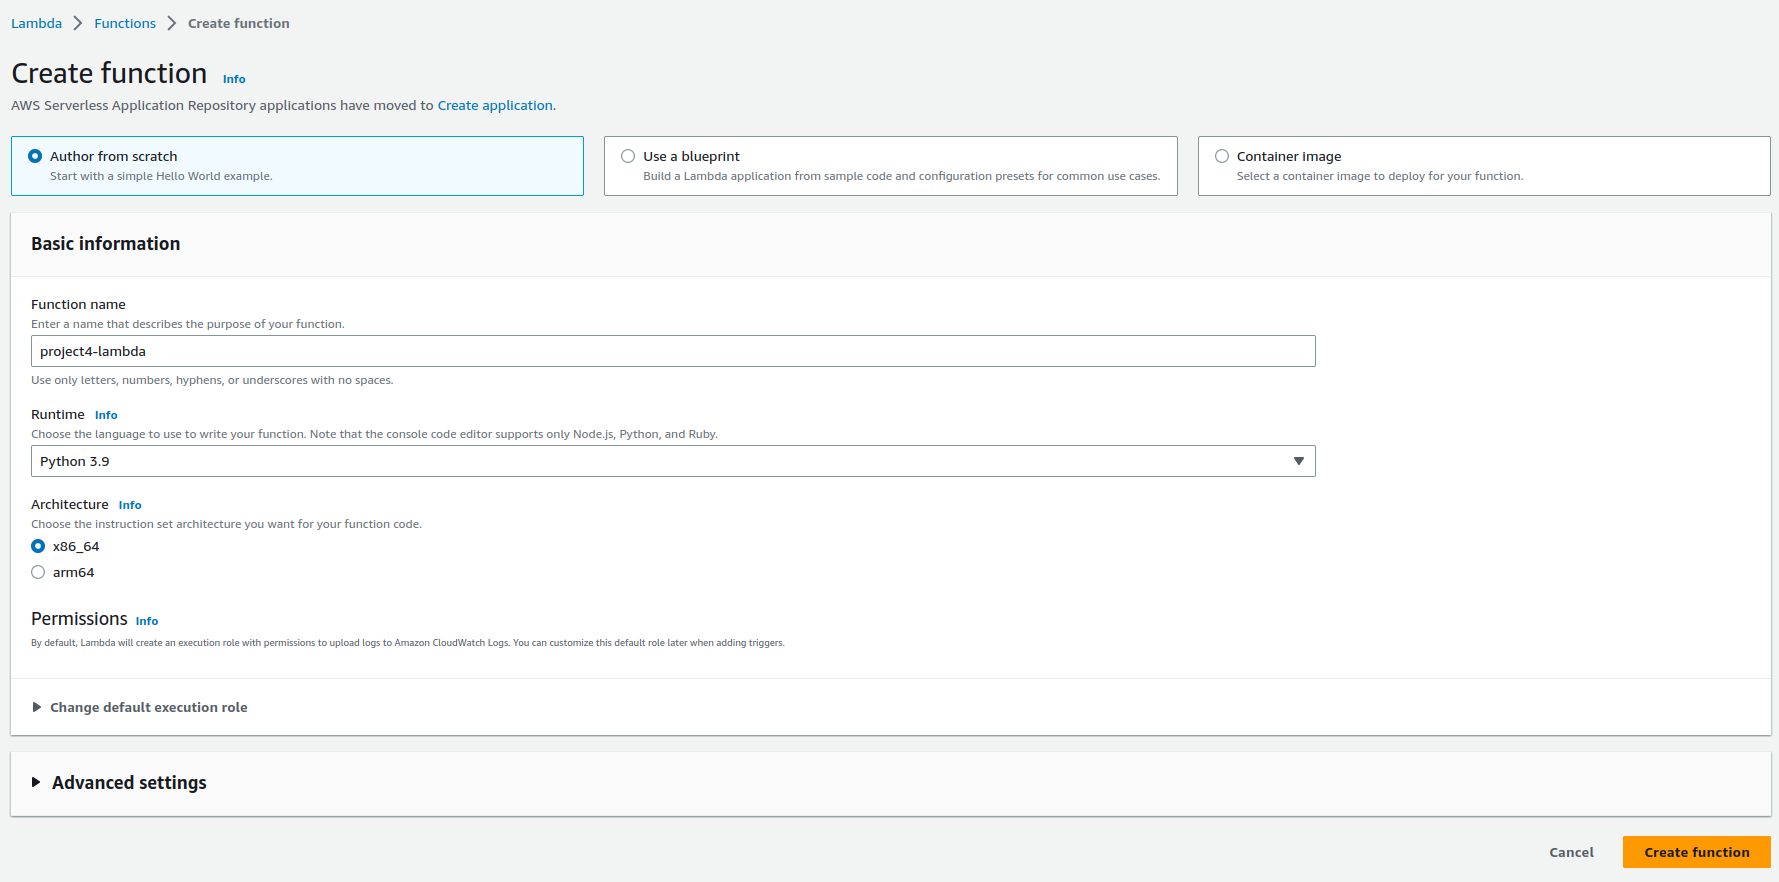 Lambda > Functions > Create function
Create function Info
AWS Serverless Application Repository applications have moved to Create application.
Author from scratch
Start with a simple Hello World example.
Use a blueprint
Build a Lambda application from sample code and configuration presets for common use cases.
Container image
Select a container image to deploy for your function.
Basic information
Function name
Enter a name that describes the purpose of your function.
project4-lambda
Use only letters, numbers, hyphens, or underscores with no spaces.
Runtime Info
Choose the language to use to write your function. Note that the console code editor supports only Node.js, Python, and Ruby.
Python 3.9
Architecture Info
Choose the instruction set architecture you want for your function code.
x86_64
arm64
Permissions Info
By default, Lambda will create an execution role with permissions to upload logs to Amazon CloudWatch Logs. You can customize this default role later when adding triggers.
Change default execution role
Advanced settings
Cancel Create function